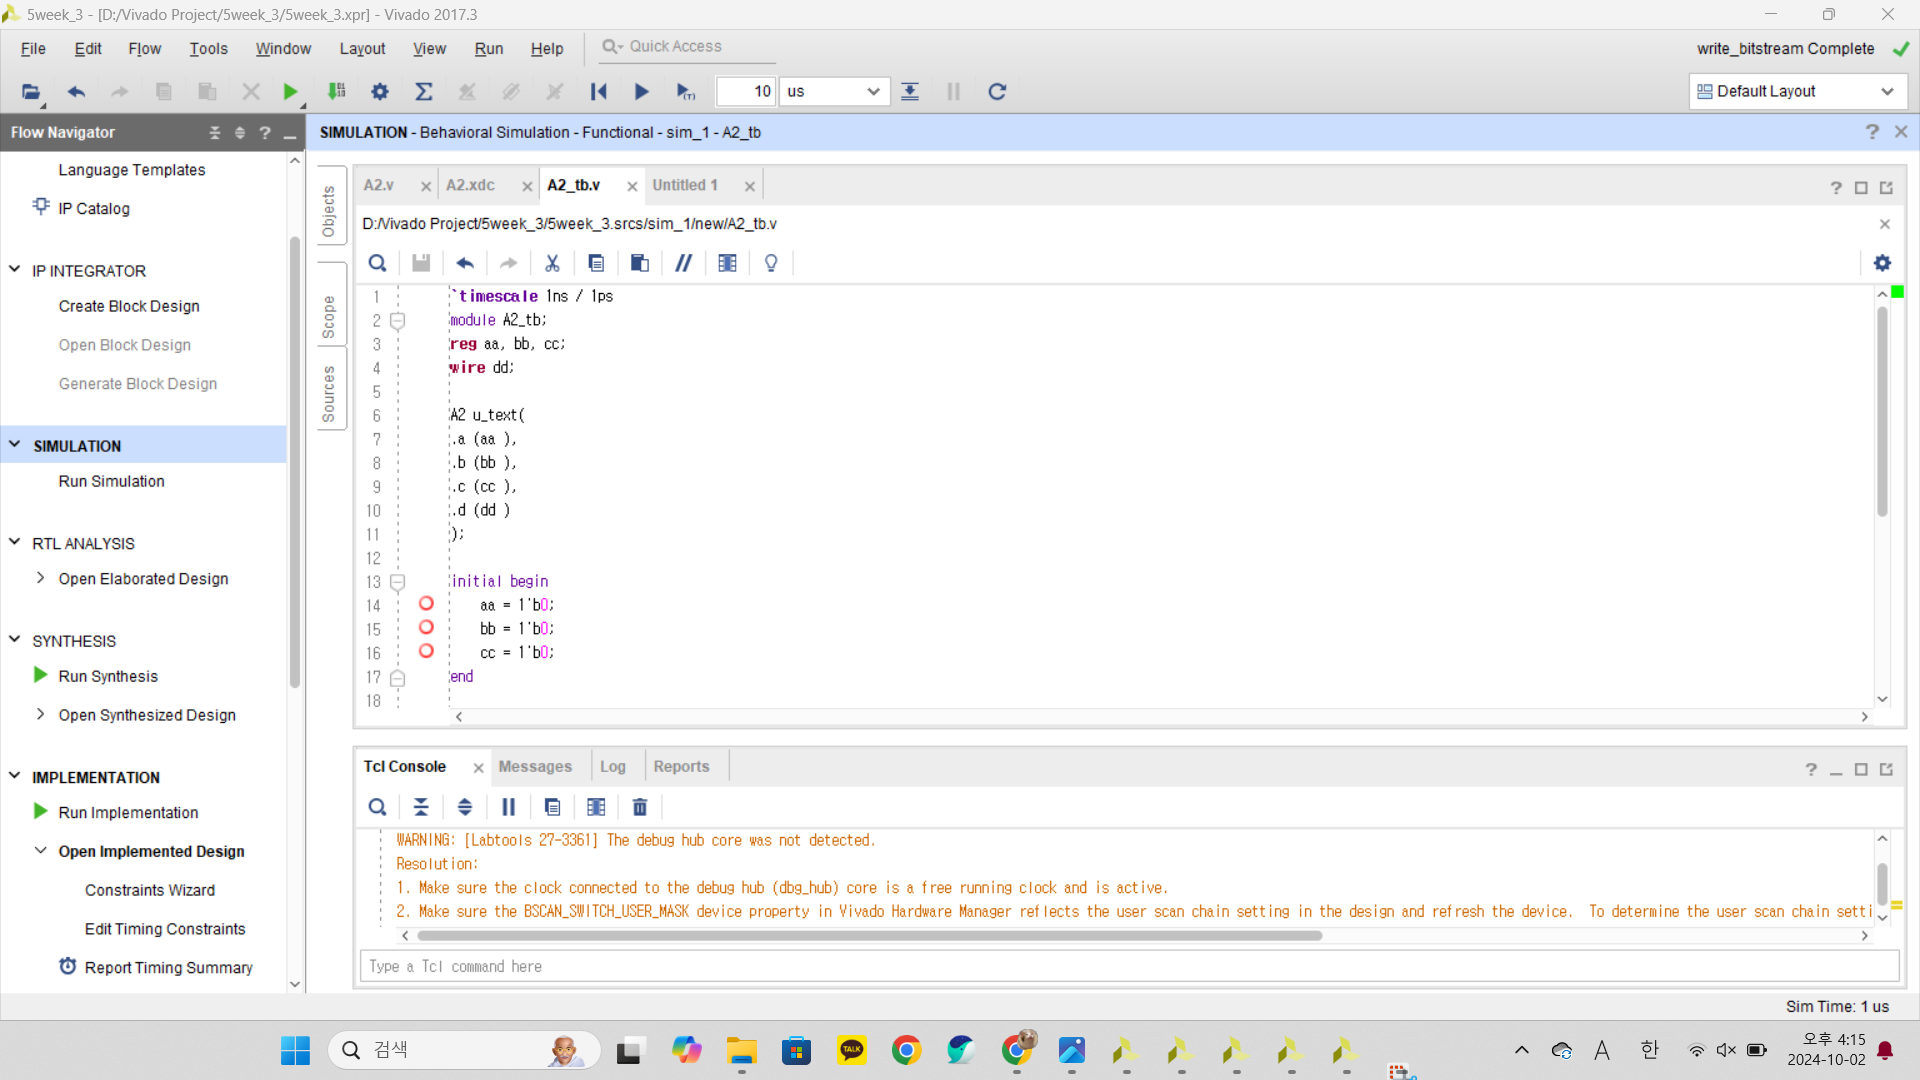 5week_3 - [D:/Vivado Project/5week_3/5week_3.xpr] - Vivado 2017.3
File Edit Flow Tools Window Layout View Run Help Quick Access
write_bitstream Complete
10 us
Default Layout
Flow Navigator
SIMULATION - Behavioral Simulation - Functional - sim_1 - A2_tb
Language Templates
IP Catalog
IP INTEGRATOR
Create Block Design
Open Block Design
Generate Block Design
SIMULATION
Run Simulation
RTL ANALYSIS
Open Elaborated Design
SYNTHESIS
Run Synthesis
Open Synthesized Design
IMPLEMENTATION
Run Implementation
Open Implemented Design
Constraints Wizard
Edit Timing Constraints
Report Timing Summary
Objects
Scope
Sources
A2.v A2.xdc A2_tb.v Untitled 1
D:/Vivado Project/5week_3/5week_3.srcs/sim_1/new/A2_tb.v
1 `timescale 1ns / 1ps
2 module A2_tb;
3 reg aa, bb, cc;
4 wire dd;
5
6 A2 u_text(
7 .a (aa ),
8 .b (bb ),
9 .c (cc ),
10 .d (dd )
11 );
12
13 initial begin
14 aa = 1'b0;
15 bb = 1'b0;
16 cc = 1'b0;
17 end
18
Tcl Console Messages Log Reports
WARNING: [Labtools 27-3361] The debug hub core was not detected.
Resolution:
1. Make sure the clock connected to the debug hub (dbg_hub) core is a free running clock and is active.
2. Make sure the BSCAN_SWITCH_USER_MASK device property in Vivado Hardware Manager reflects the user scan chain setting in the design and refresh the device.  To determine the user scan chain setti
Type a Tcl command here
Sim Time: 1 us
검색
TALK
A 한
오후 4:15
2024-10-02